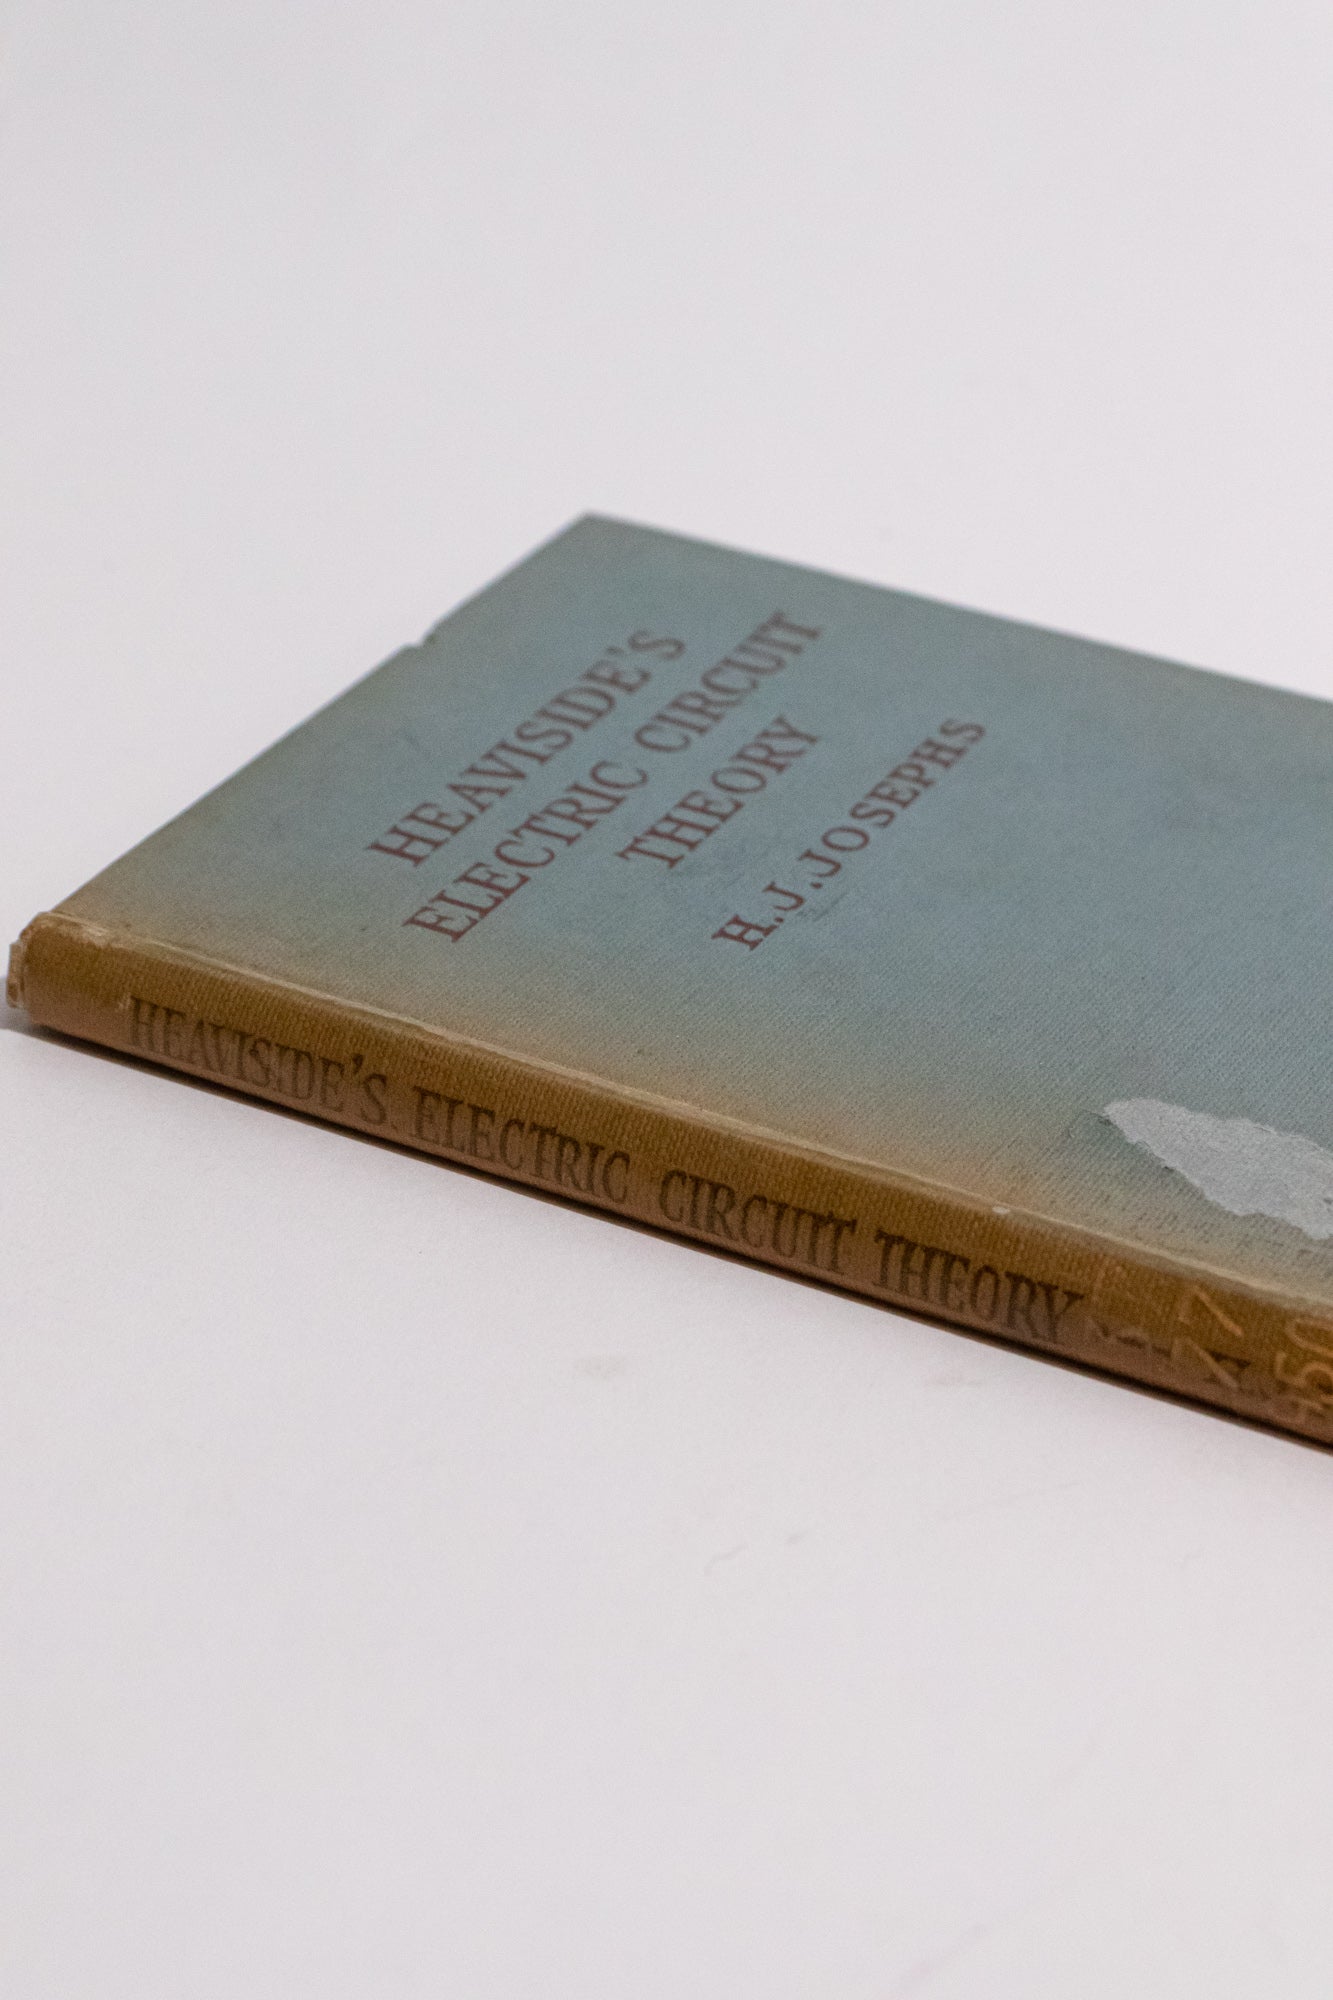 HEAVISIDE'S
ELECTRIC CIRCUIT
THEORY
H.J.JOSEPHS
HEAVISIDE'S ELECTRIC CIRCUIT THEORY